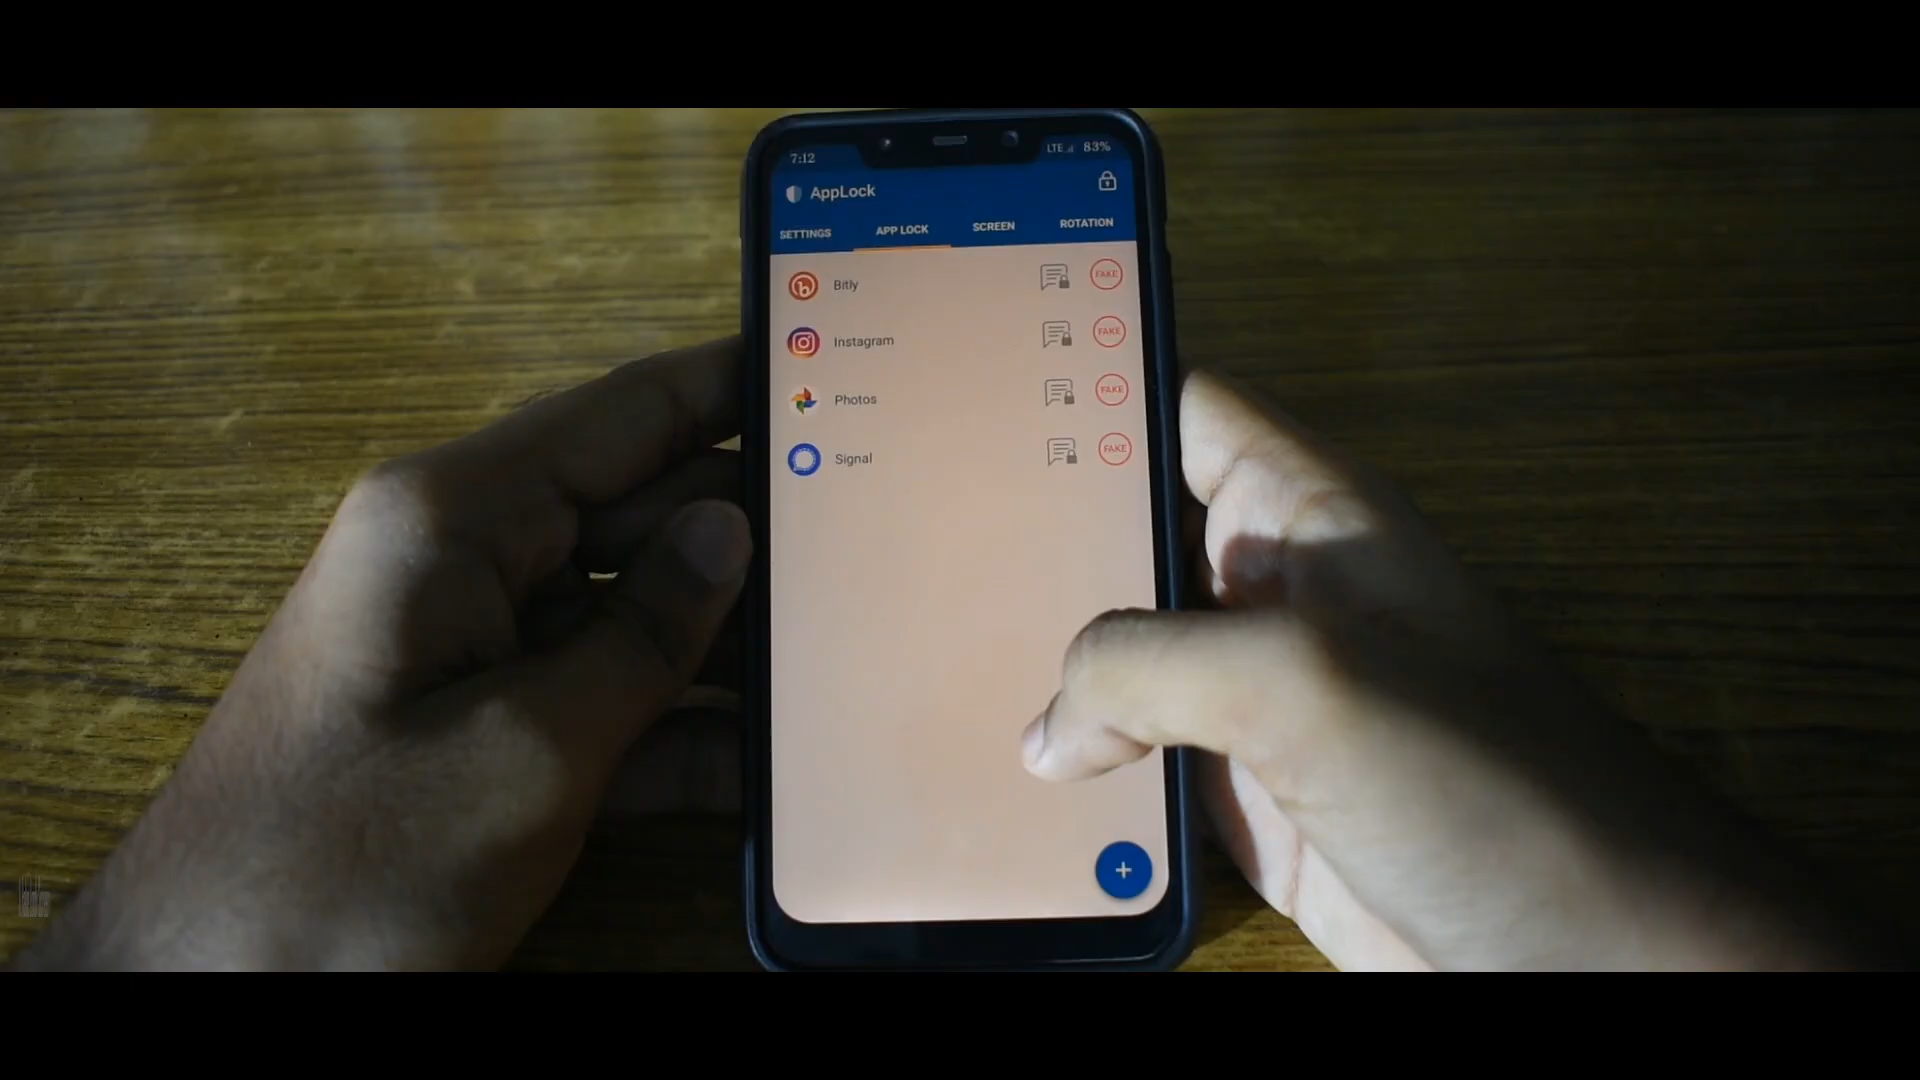 7:12
LTE 83%
AppLock
SETTINGS APP LOCK SCREEN ROTATION
Bitly FAKE
Instagram FAKE
Photos FAKE
Signal FAKE
+